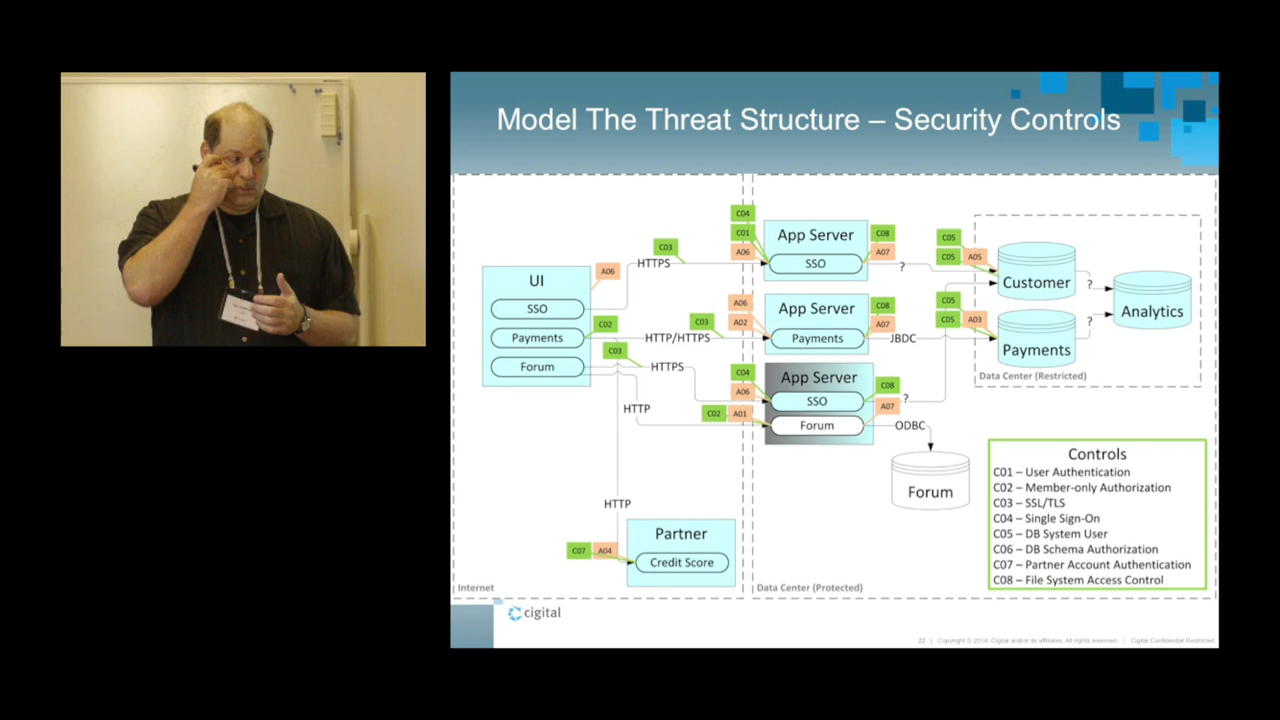 Model The Threat Structure – Security Controls
C04
C01
A06
App Server
SSO
C08
A07
C05
C05
A05
Customer
C03
HTTPS
?
?
A06
UI
SSO
Payments
Forum
C02
C03
HTTP/HTTPS
A06
A02
App Server
Payments
C08
A07
JBDC
C05
C05
A03
Payments
?
Analytics
Data Center (Restricted)
C03
HTTPS
C04
A06
App Server
SSO
Forum
C08
A07
?
HTTP
C02
A01
ODBC
Forum
HTTP
Partner
Credit Score
C07
A04
Internet
Data Center (Protected)
Controls
C01 – User Authentication
C02 – Member-only Authorization
C03 – SSL/TLS
C04 – Single Sign-On
C05 – DB System User
C06 – DB Schema Authorization
C07 – Partner Account Authentication
C08 – File System Access Control
cigital
22 | Copyright © 2014, Cigital and/or its affiliates. All rights reserved. | Cigital Confidential Restricted.